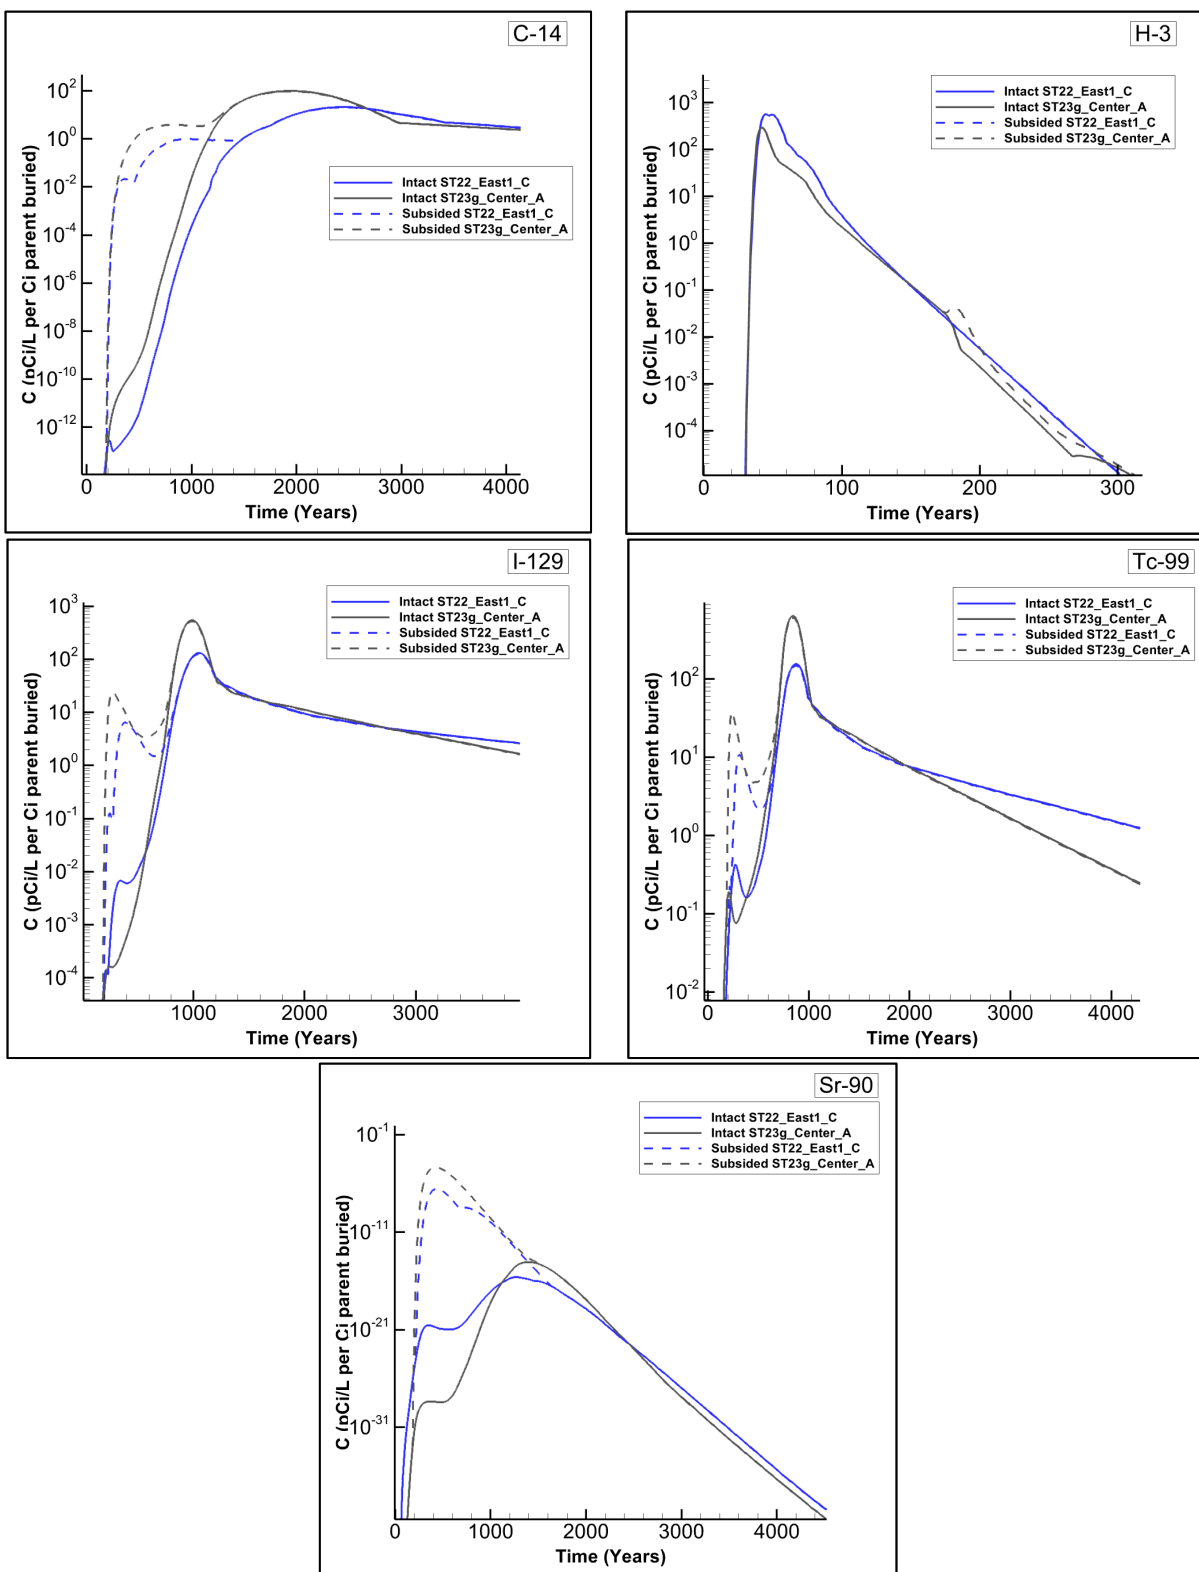 C-14
C (pCi/L per Ci parent buried)
10^2
10^0
10^-2
10^-4
10^-6
10^-8
10^-10
10^-12
Intact ST22_East1_C
Intact ST23g_Center_A
Subsided ST22_East1_C
Subsided ST23g_Center_A
0 1000 2000 3000 4000
Time (Years)
H-3
C (pCi/L per Ci parent buried)
10^3
10^2
10^1
10^0
10^-1
10^-2
10^-3
10^-4
Intact ST22_East1_C
Intact ST23g_Center_A
Subsided ST22_East1_C
Subsided ST23g_Center_A
0 100 200 300
Time (Years)
I-129
C (pCi/L per Ci parent buried)
10^3
10^2
10^1
10^0
10^-1
10^-2
10^-3
10^-4
Intact ST22_East1_C
Intact ST23g_Center_A
Subsided ST22_East1_C
Subsided ST23g_Center_A
1000 2000 3000
Time (Years)
Tc-99
C (pCi/L per Ci parent buried)
10^2
10^1
10^0
10^-1
10^-2
Intact ST22_East1_C
Intact ST23g_Center_A
Subsided ST22_East1_C
Subsided ST23g_Center_A
0 1000 2000 3000 4000
Time (Years)
Sr-90
C (pCi/L per Ci parent buried)
10^-1
10^-11
10^-21
10^-31
Intact ST22_East1_C
Intact ST23g_Center_A
Subsided ST22_East1_C
Subsided ST23g_Center_A
0 1000 2000 3000 4000
Time (Years)